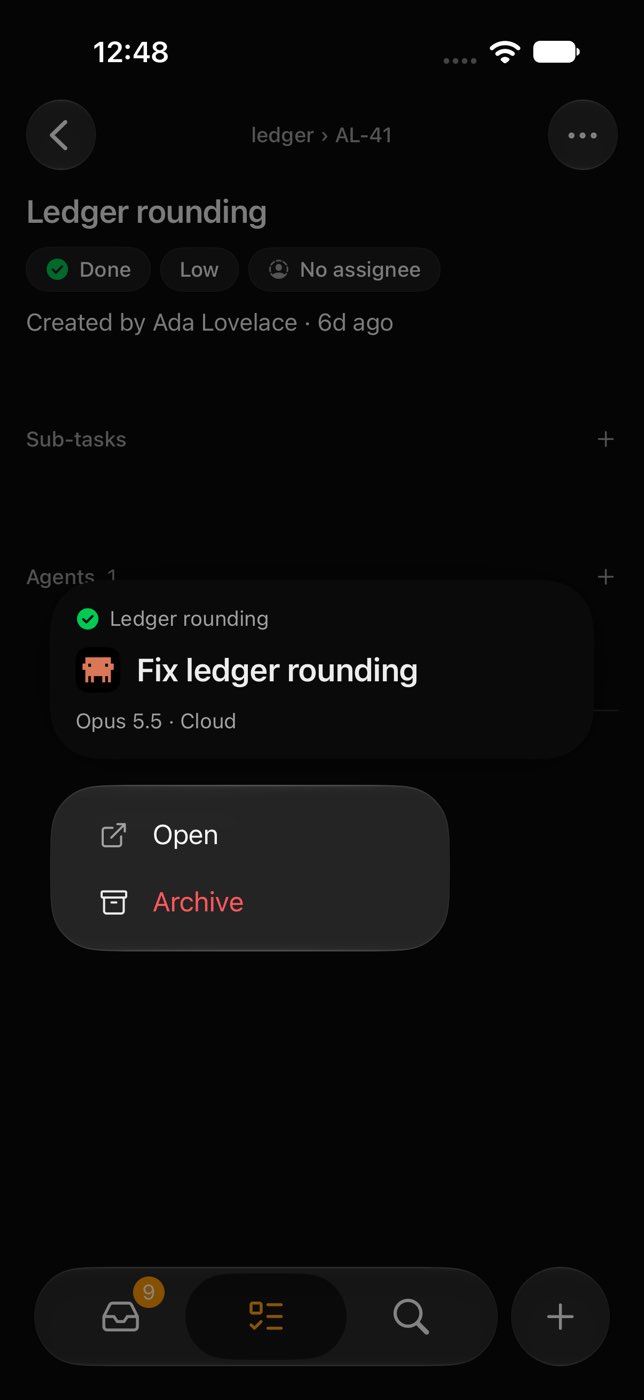 12:48
ledger › AL-41
Ledger rounding
Done
Low
No assignee
Created by Ada Lovelace · 6d ago
Sub-tasks
Agents 1
Ledger rounding
Fix ledger rounding
Opus 5.5 · Cloud
Open
Archive
9